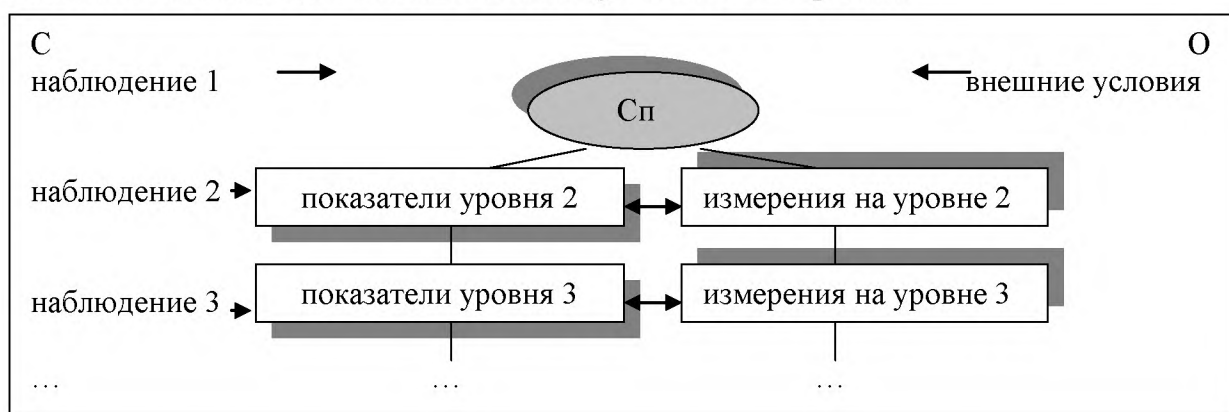 С
О
наблюдение 1
внешние условия
Сп
наблюдение 2
показатели уровня 2
измерения на уровне 2
наблюдение 3
показатели уровня 3
измерения на уровне 3
...
...
...